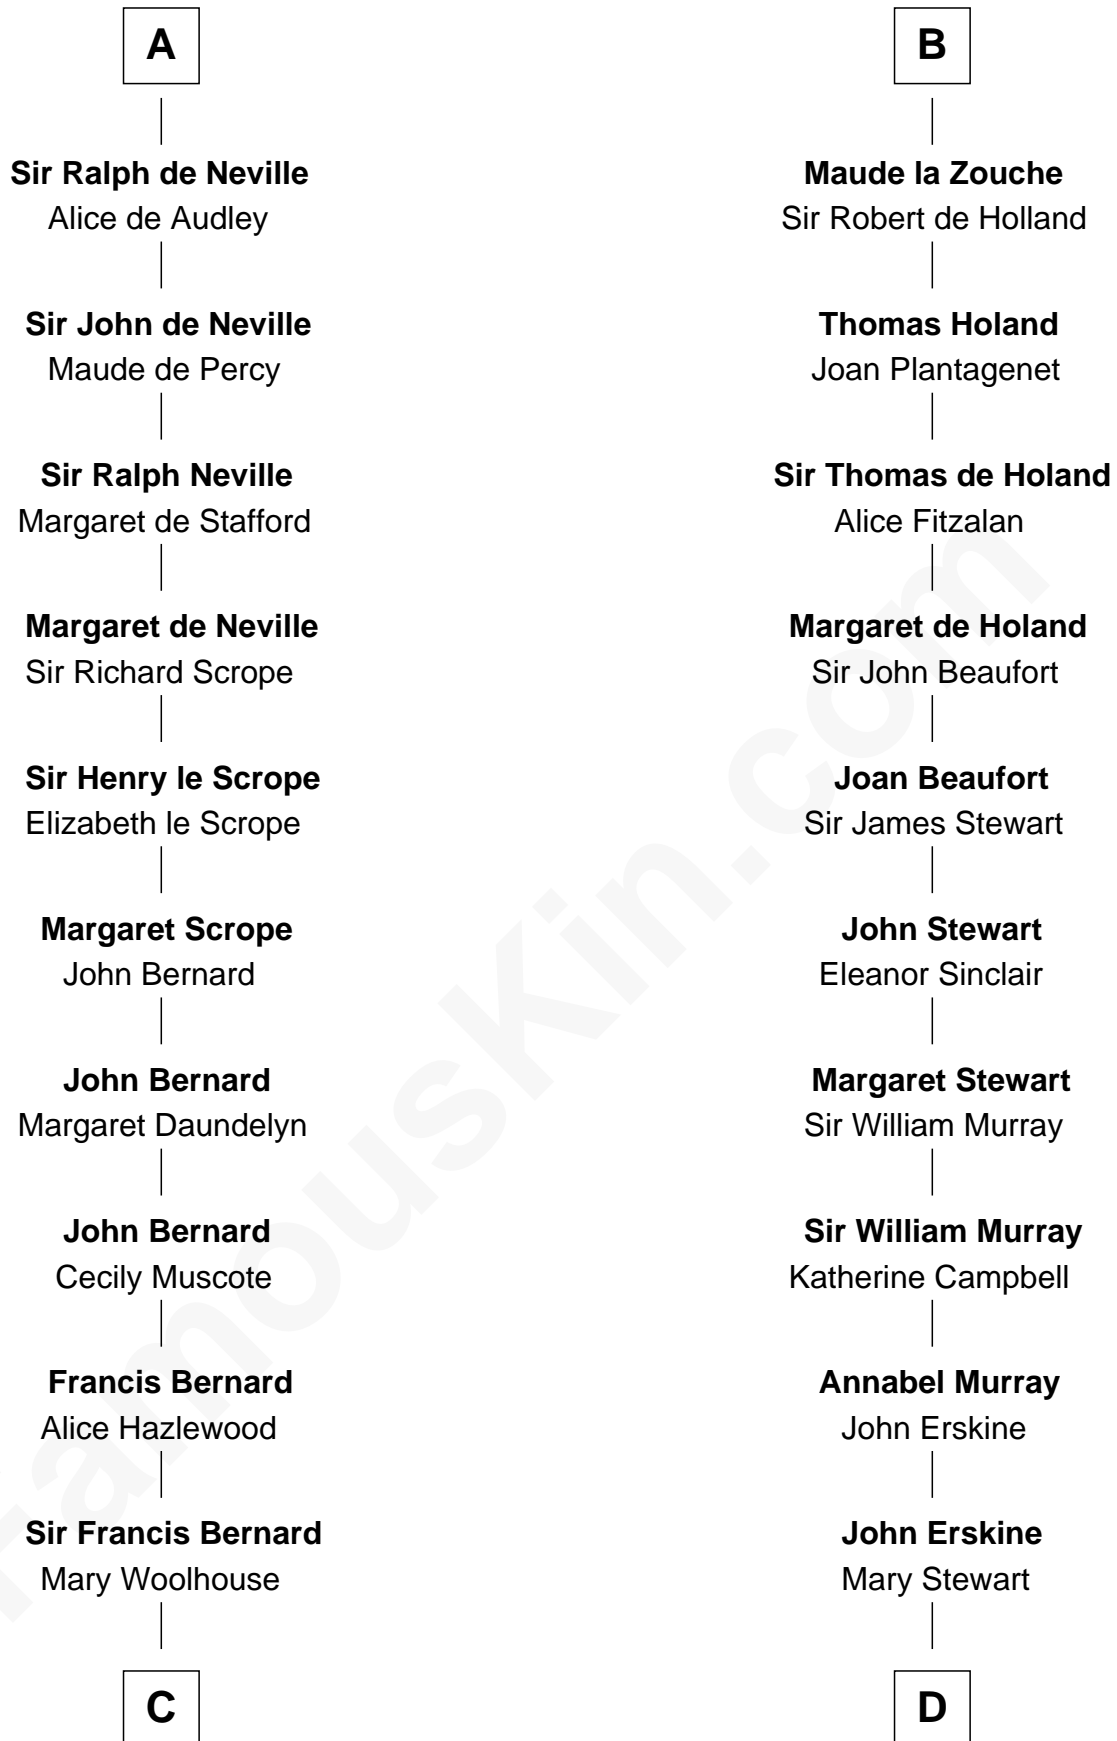 A
Sir Ralph de Neville
Alice de Audley
Sir John de Neville
Maude de Percy
Sir Ralph Neville
Margaret de Stafford
Margaret de Neville
Sir Richard Scrope
Sir Henry le Scrope
Elizabeth le Scrope
Margaret Scrope
John Bernard
John Bernard
Margaret Daundelyn
John Bernard
Cecily Muscote
Francis Bernard
Alice Hazlewood
Sir Francis Bernard
Mary Woolhouse
C
B
Maude la Zouche
Sir Robert de Holland
Thomas Holand
Joan Plantagenet
Sir Thomas de Holand
Alice Fitzalan
Margaret de Holand
Sir John Beaufort
Joan Beaufort
Sir James Stewart
John Stewart
Eleanor Sinclair
Margaret Stewart
Sir William Murray
Sir William Murray
Katherine Campbell
Annabel Murray
John Erskine
John Erskine
Mary Stewart
D
FamousKin.com